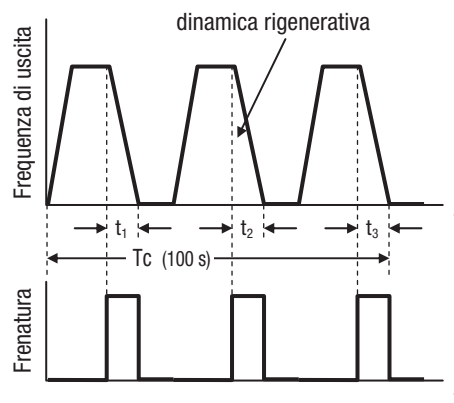 dinamica rigenerativa
Frequenza di uscita
t₁ t₂ t₃
Tc (100 s)
Frenatura